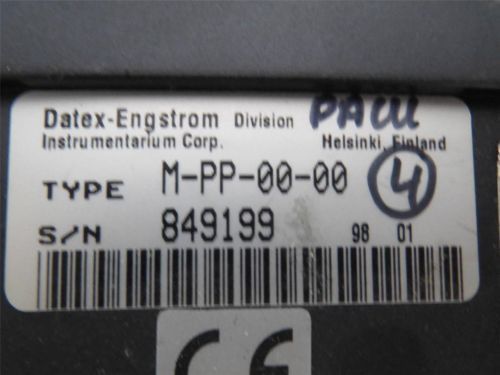 Datex-Engstrom Division PACU
Instrumentarium Corp. Helsinki, Finland
TYPE M-PP-00-00 4
S/N 849199 98 01
CE